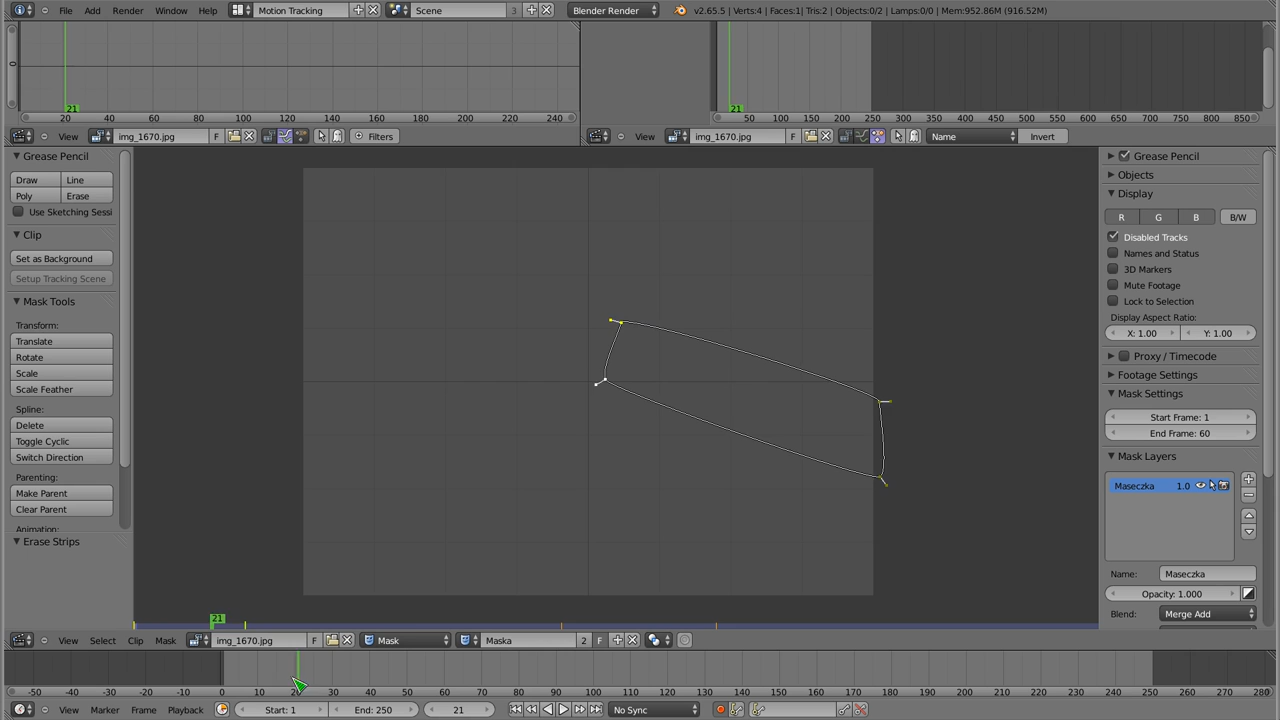 File Add Render Window Help Motion Tracking Scene 3 Blender Render v2.65.5 | Verts:4 | Faces:1| Tris:2 | Objects:0/2 | Lamps:0/0 | Mem:952.86M (916.52M)
21 21
20 40 60 80 100 120 140 160 180 200 220 240 50 100 150 200 250 300 350 400 450 500 550 600 650 700 750 800 850
View img_1670.jpg F Filters View img_1670.jpg F Name Invert
Grease Pencil
Draw Line
Poly Erase
Use Sketching Sessi
Clip
Set as Background
Setup Tracking Scene
Mask Tools
Transform:
Translate
Rotate
Scale
Scale Feather
Spline:
Delete
Toggle Cyclic
Switch Direction
Parenting:
Make Parent
Clear Parent
Animation:
Erase Strips
Grease Pencil
Objects
Display
R G B B/W
Disabled Tracks
Names and Status
3D Markers
Mute Footage
Lock to Selection
Display Aspect Ratio:
X: 1.00 Y: 1.00
Proxy / Timecode
Footage Settings
Mask Settings
Start Frame: 1
End Frame: 60
Mask Layers
Maseczka 1.0
Name: Maseczka
Opacity: 1.000
Blend: Merge Add
21
View Select Clip Mask img_1670.jpg F Mask Maska 2 F
-50 -40 -30 -20 -10 0 10 20 30 40 50 60 70 80 90 100 110 120 130 140 150 160 170 180 190 200 210 220 230 240 250 260 270 280
View Marker Frame Playback Start: 1 End: 250 21 No Sync